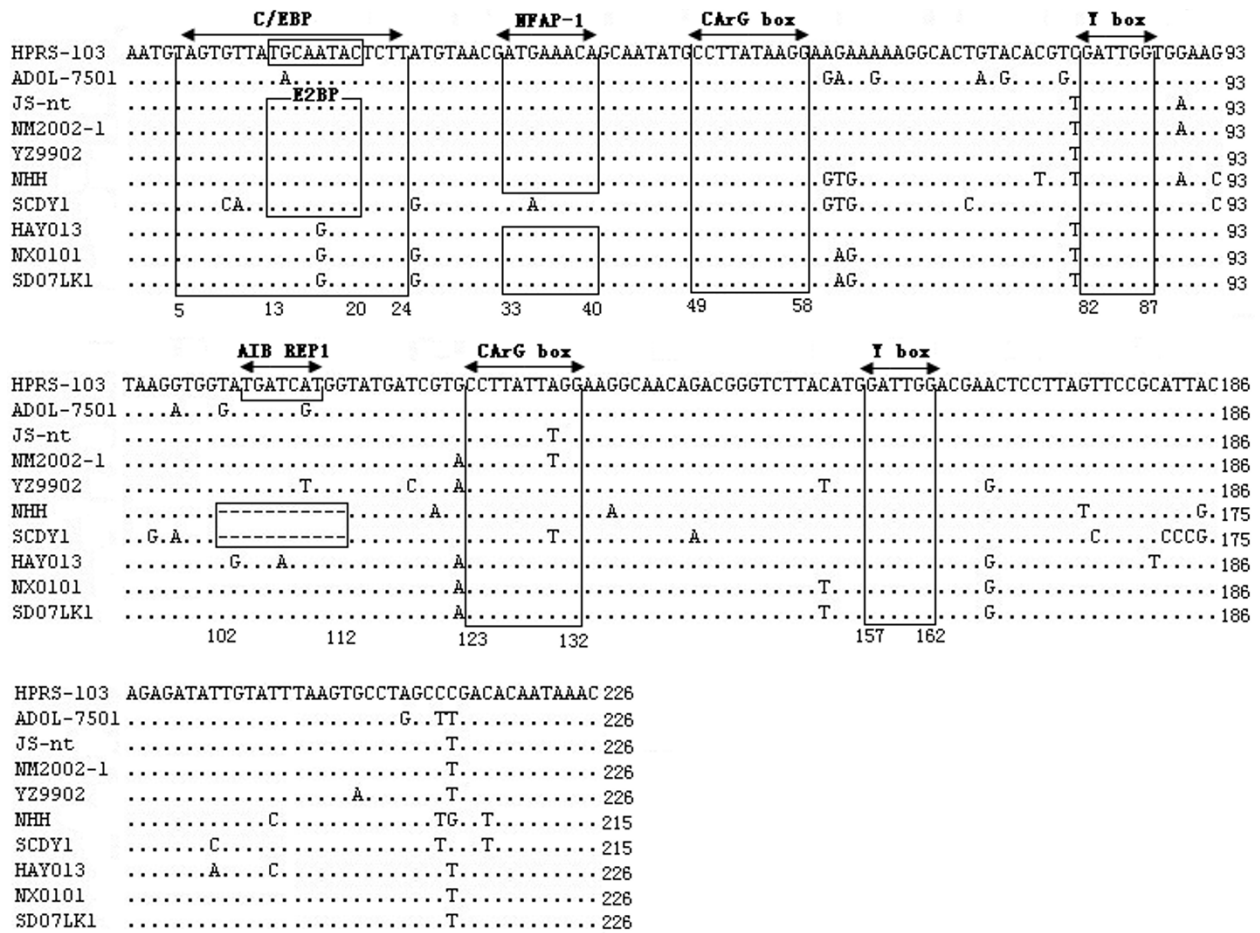 C/EBP NFAP-1 CArG box Y box
HPRS-103 AATGTAGTGTTATGCAATACTCTTATGTAACGATGAAACAGCAATATGCCTTATAAGGAAGAAAAAGGCACTGTACACGTCGATTGGTGGAAG 93
ADOL-7501 .............A.............................................GA..G........A.G....G............. 93
E2BP
JS-nt ................................................................................T........A... 93
NM2002-1 ................................................................................T........A... 93
YZ9902 ................................................................................T............ 93
NHH ...........................................................GTG...............T..T........A..C 93
SCDY1 ........CA..............G.........A........................GTG.........C....................C 93
HAY013 ................G...............................................................T............ 93
NX0101 ................G.......G...................................AG..................T............ 93
SD07LK1 ................G.......G...................................AG..................T............ 93
5 13 20 24 33 40 49 58 82 87
AIB REP1 CArG box Y box
HPRS-103 TAAGGTGGTATGATCATGGTATGATCGTGCCTTATTAGGAAGGCAACAGACGGGTCTTACATGGATTGGACGAACTCCTTAGTTCCGCATTAC 186
ADOL-7501 ....A...G......G............................................................................. 186
JS-nt ....................................T........................................................ 186
NM2002-1 ............................A.......T........................................................ 186
YZ9902 ...............T........C...A..............................T.............G................... 186
NHH ........-----------.......A..............A.......................................T.........G. 175
SCDY1 ..G.A...-----------.................T...........A.................................C.....CCCG. 175
HAY013 .........G...A..............A............................................G.............T..... 186
NX0101 ............................A..............................T.............G................... 186
SD07LK1 ............................A..............................T.............G................... 186
102 112 123 132 157 162
HPRS-103 AGAGATATTGTATTTAAGTGCCTAGCCCGACACAATAAAC 226
ADOL-7501 .......................G..TT............ 226
JS-nt ...........................T............ 226
NM2002-1 ...........................T............ 226
YZ9902 ...................A.......T............ 226
NHH ............C.............TG..T......... 215
SCDY1 .......C..................T...T......... 215
HAY013 .......A....C..............T............ 226
NX0101 ...........................T............ 226
SD07LK1 ...........................T............ 226